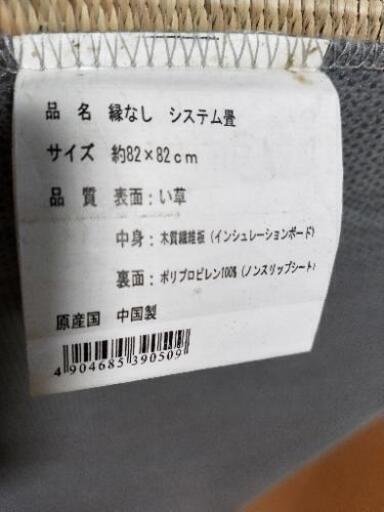 品 名 縁なし システム畳
サイズ 約82×82cm
品 質 表面:い草
中身:木質繊維板(インシュレーションボード)
裏面:ポリプロピレン100%(ノンスリップシート)
原産国 中国製
4 904685 390509